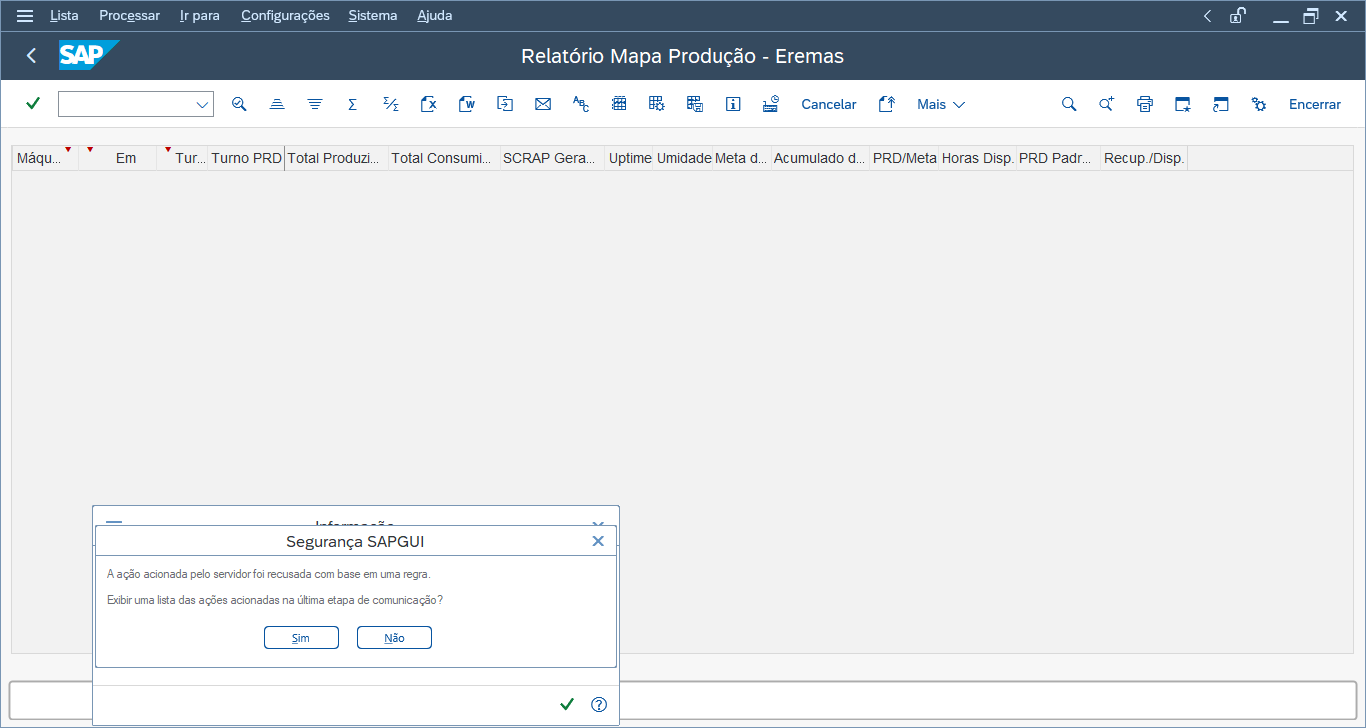 Lista Processar Ir para Configurações Sistema Ajuda
SAP Relatório Mapa Produção - Eremas
Cancelar Mais Encerrar
Máqu... Em Tur... Turno PRD Total Produzi... Total Consumi... SCRAP Gera... Uptime Umidade Meta d... Acumulado d... PRD/Meta Horas Disp. PRD Padr... Recup./Disp.
Informação
Segurança SAPGUI
A ação acionada pelo servidor foi recusada com base em uma regra.
Exibir uma lista das ações acionadas na última etapa de comunicação?
Sim Não